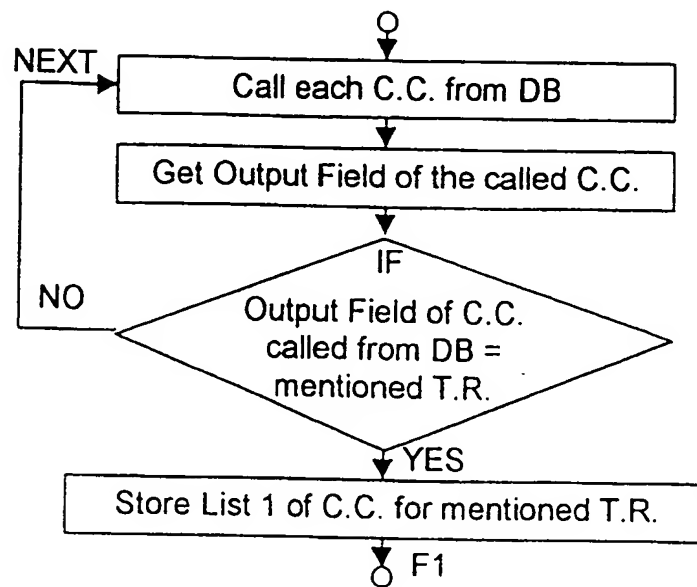 NEXT
Call each C.C. from DB
Get Output Field of the called C.C.
IF
NO
Output Field of C.C.
called from DB =
mentioned T.R.
YES
Store List 1 of C.C. for mentioned T.R.
F1